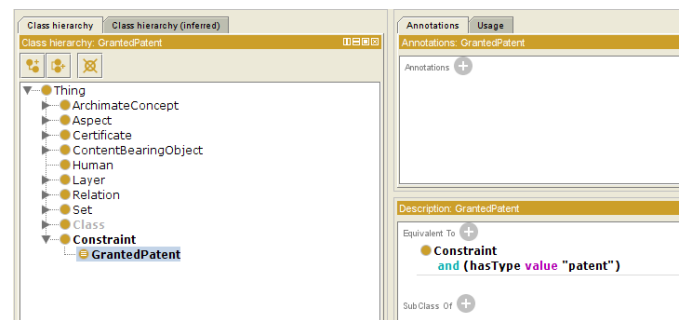 Class hierarchy
Class hierarchy (inferred)
Class hierarchy: GrantedPatent
Thing
ArchimateConcept
Aspect
Certificate
ContentBearingObject
Human
Layer
Relation
Set
Class
Constraint
GrantedPatent
Annotations
Usage
Annotations: GrantedPatent
Annotations
Description: GrantedPatent
Equivalent To
Constraint
and (hasType value "patent")
SubClass Of